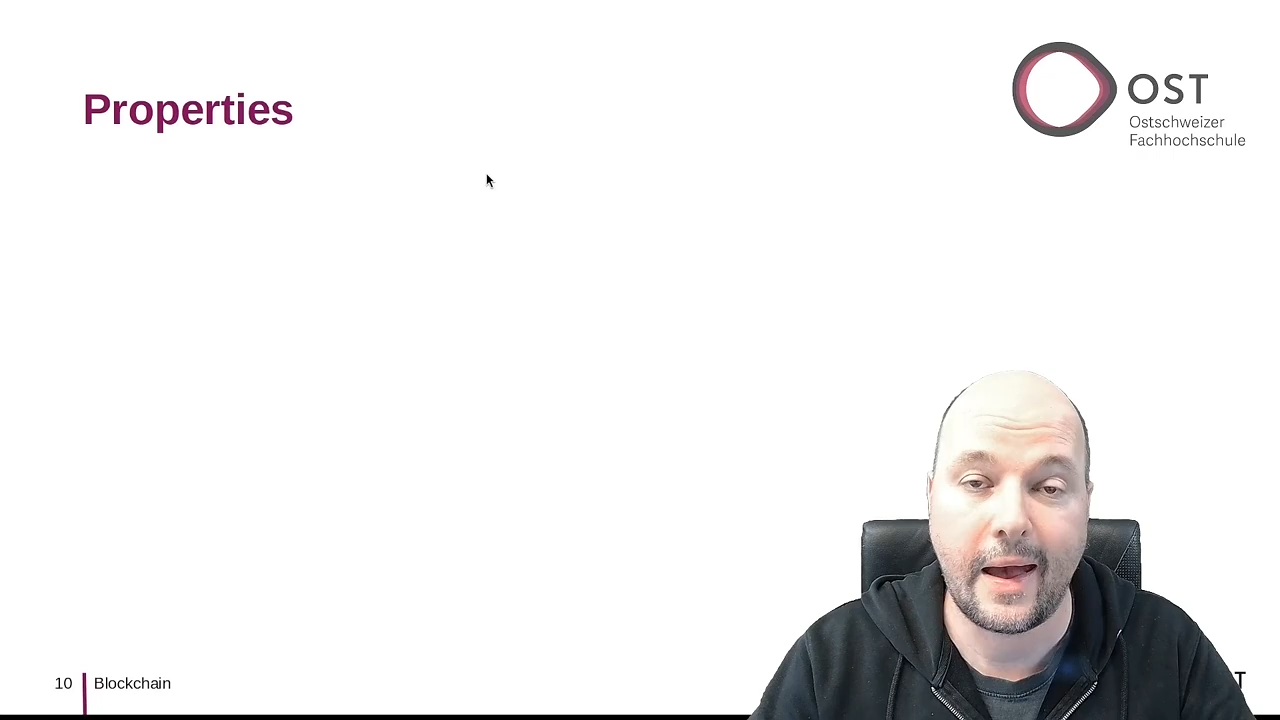 Properties
OST
Ostschweizer
Fachhochschule
10
Blockchain
T